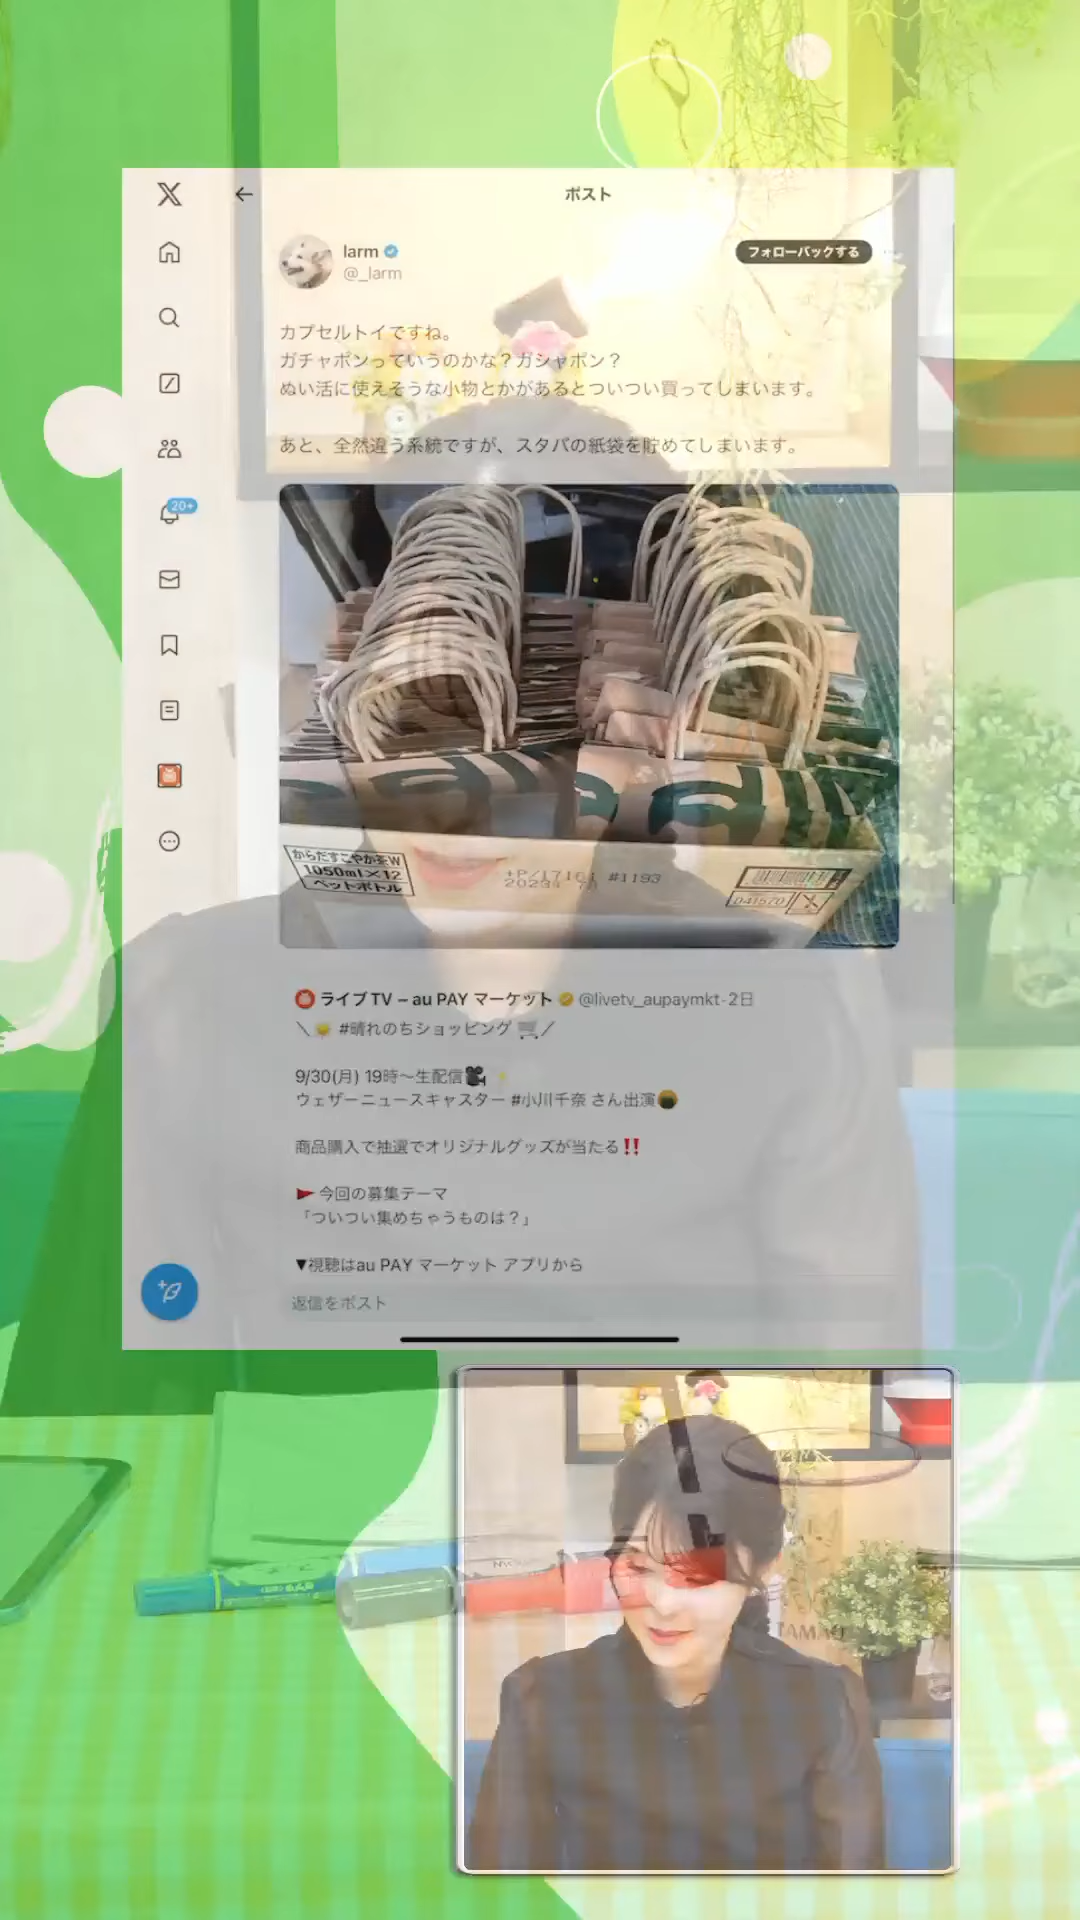 ポスト
larm
@_larm
フォローバックする
カプセルトイですね。
ガチャポンっていうのかな？ガシャポン？
ぬい活に使えそうな小物とかがあるとついつい買ってしまいます。
あと、全然違う系統ですが、スタバの紙袋を貯めてしまいます。
20+
からだすこやか茶W
1050ml×12
ペットボトル
#1193
041570
ライブTV – au PAY マーケット @livetv_aupaymkt·2日
＼ #晴れのちショッピング ／
9/30(月) 19時〜生配信
ウェザーニュースキャスター #小川千奈 さん出演
商品購入で抽選でオリジナルグッズが当たる‼️
今回の募集テーマ
「ついつい集めちゃうものは？」
▼視聴はau PAY マーケット アプリから
返信をポスト